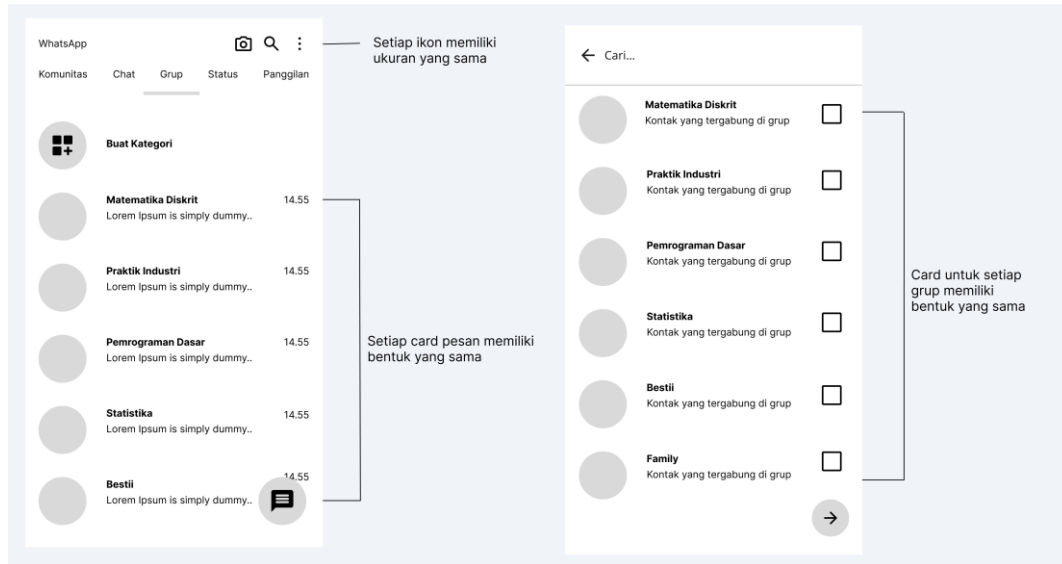 WhatsApp
Komunitas Chat Grup Status Panggilan
Buat Kategori
Matematika Diskrit 14.55
Lorem Ipsum is simply dummy..
Praktik Industri 14.55
Lorem Ipsum is simply dummy..
Pemrograman Dasar 14.55
Lorem Ipsum is simply dummy..
Statistika 14.55
Lorem Ipsum is simply dummy..
Bestii 14.55
Lorem Ipsum is simply dummy..
Setiap ikon memiliki
ukuran yang sama
Setiap card pesan memiliki
bentuk yang sama
Cari...
Matematika Diskrit
Kontak yang tergabung di grup
Praktik Industri
Kontak yang tergabung di grup
Pemrograman Dasar
Kontak yang tergabung di grup
Statistika
Kontak yang tergabung di grup
Bestii
Kontak yang tergabung di grup
Family
Kontak yang tergabung di grup
Card untuk setiap
grup memiliki
bentuk yang sama